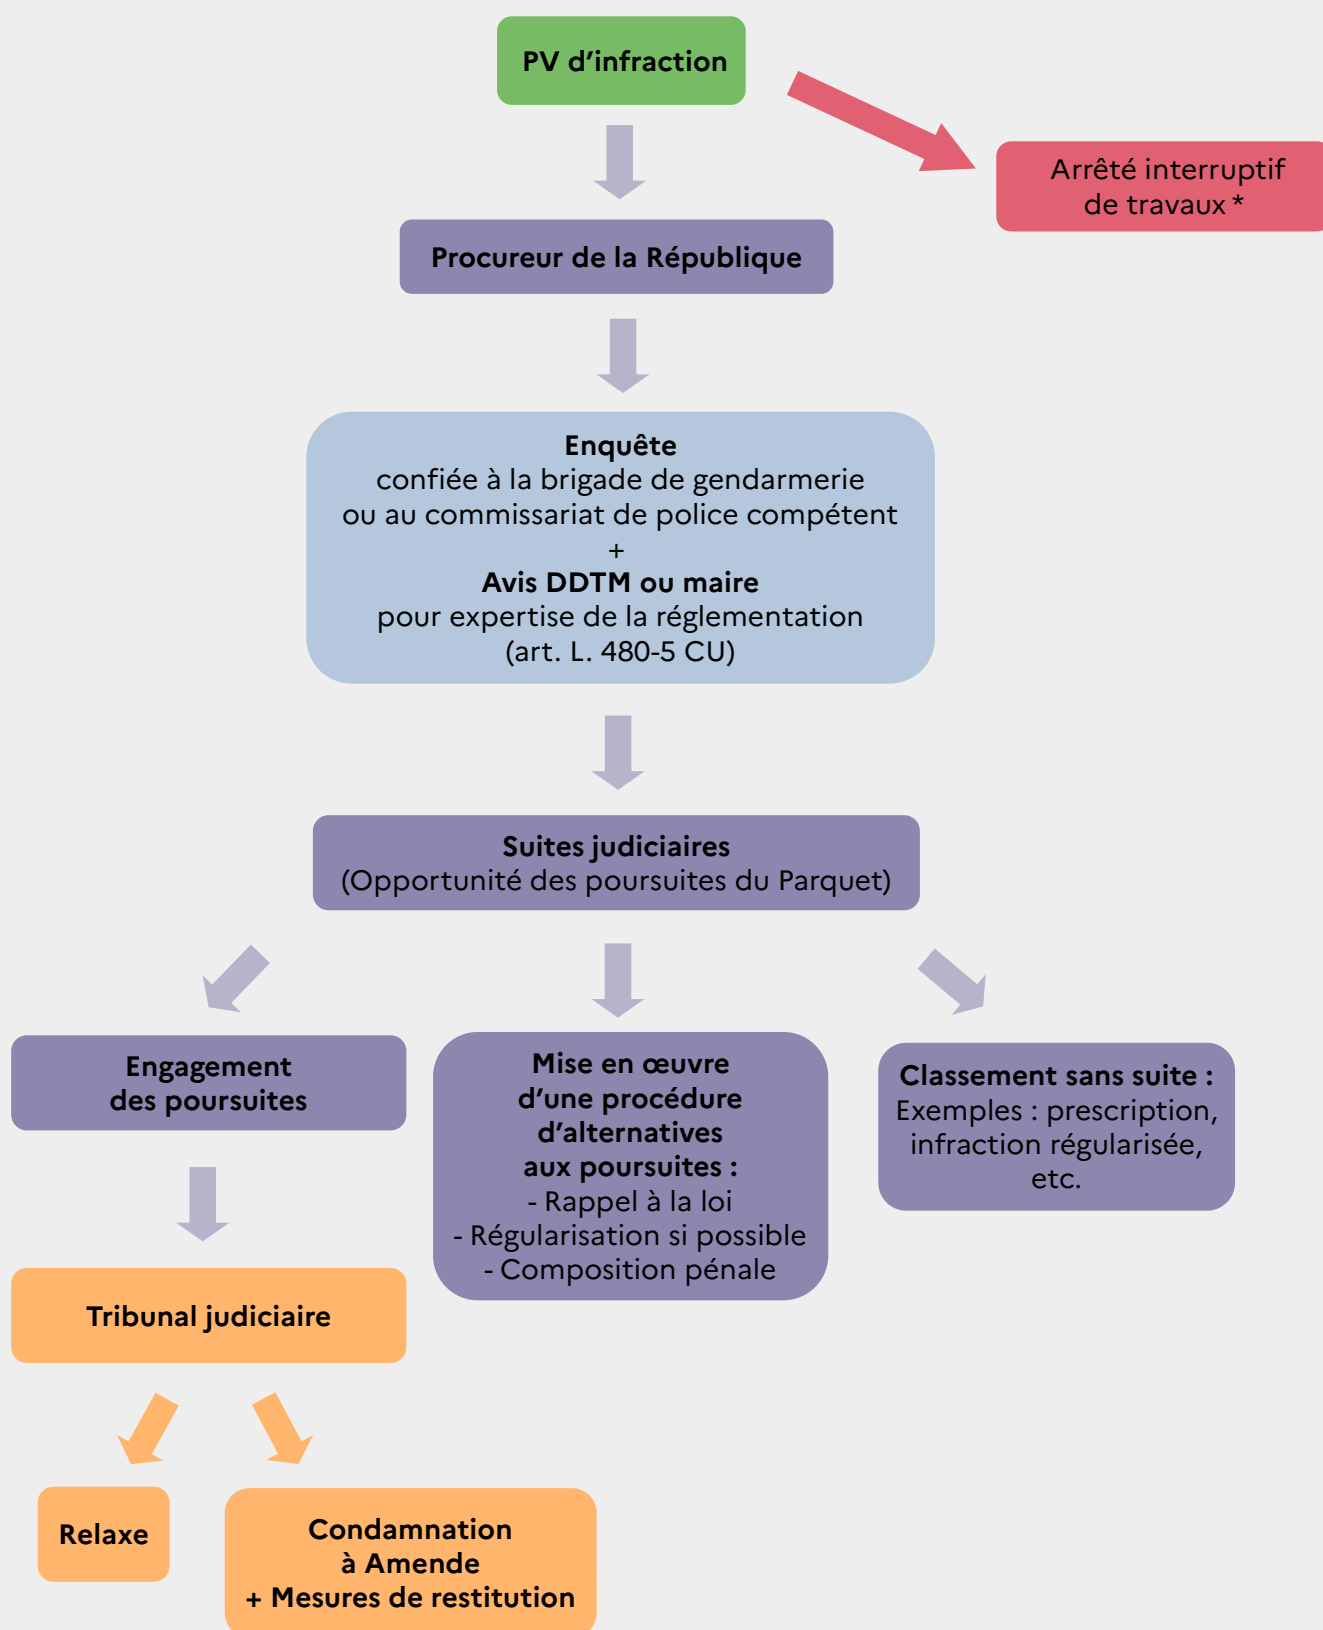 PV d’infraction
Arrêté interruptif
de travaux *
Procureur de la République
Enquête
confiée à la brigade de gendarmerie
ou au commissariat de police compétent
+
Avis DDTM ou maire
pour expertise de la réglementation
(art. L. 480-5 CU)
Suites judiciaires
(Opportunité des poursuites du Parquet)
Engagement
des poursuites
Mise en œuvre
d’une procédure
d’alternatives
aux poursuites :
- Rappel à la loi
- Régularisation si possible
- Composition pénale
Classement sans suite :
Exemples : prescription,
infraction régularisée,
etc.
Tribunal judiciaire
Relaxe
Condamnation
à Amende
+ Mesures de restitution